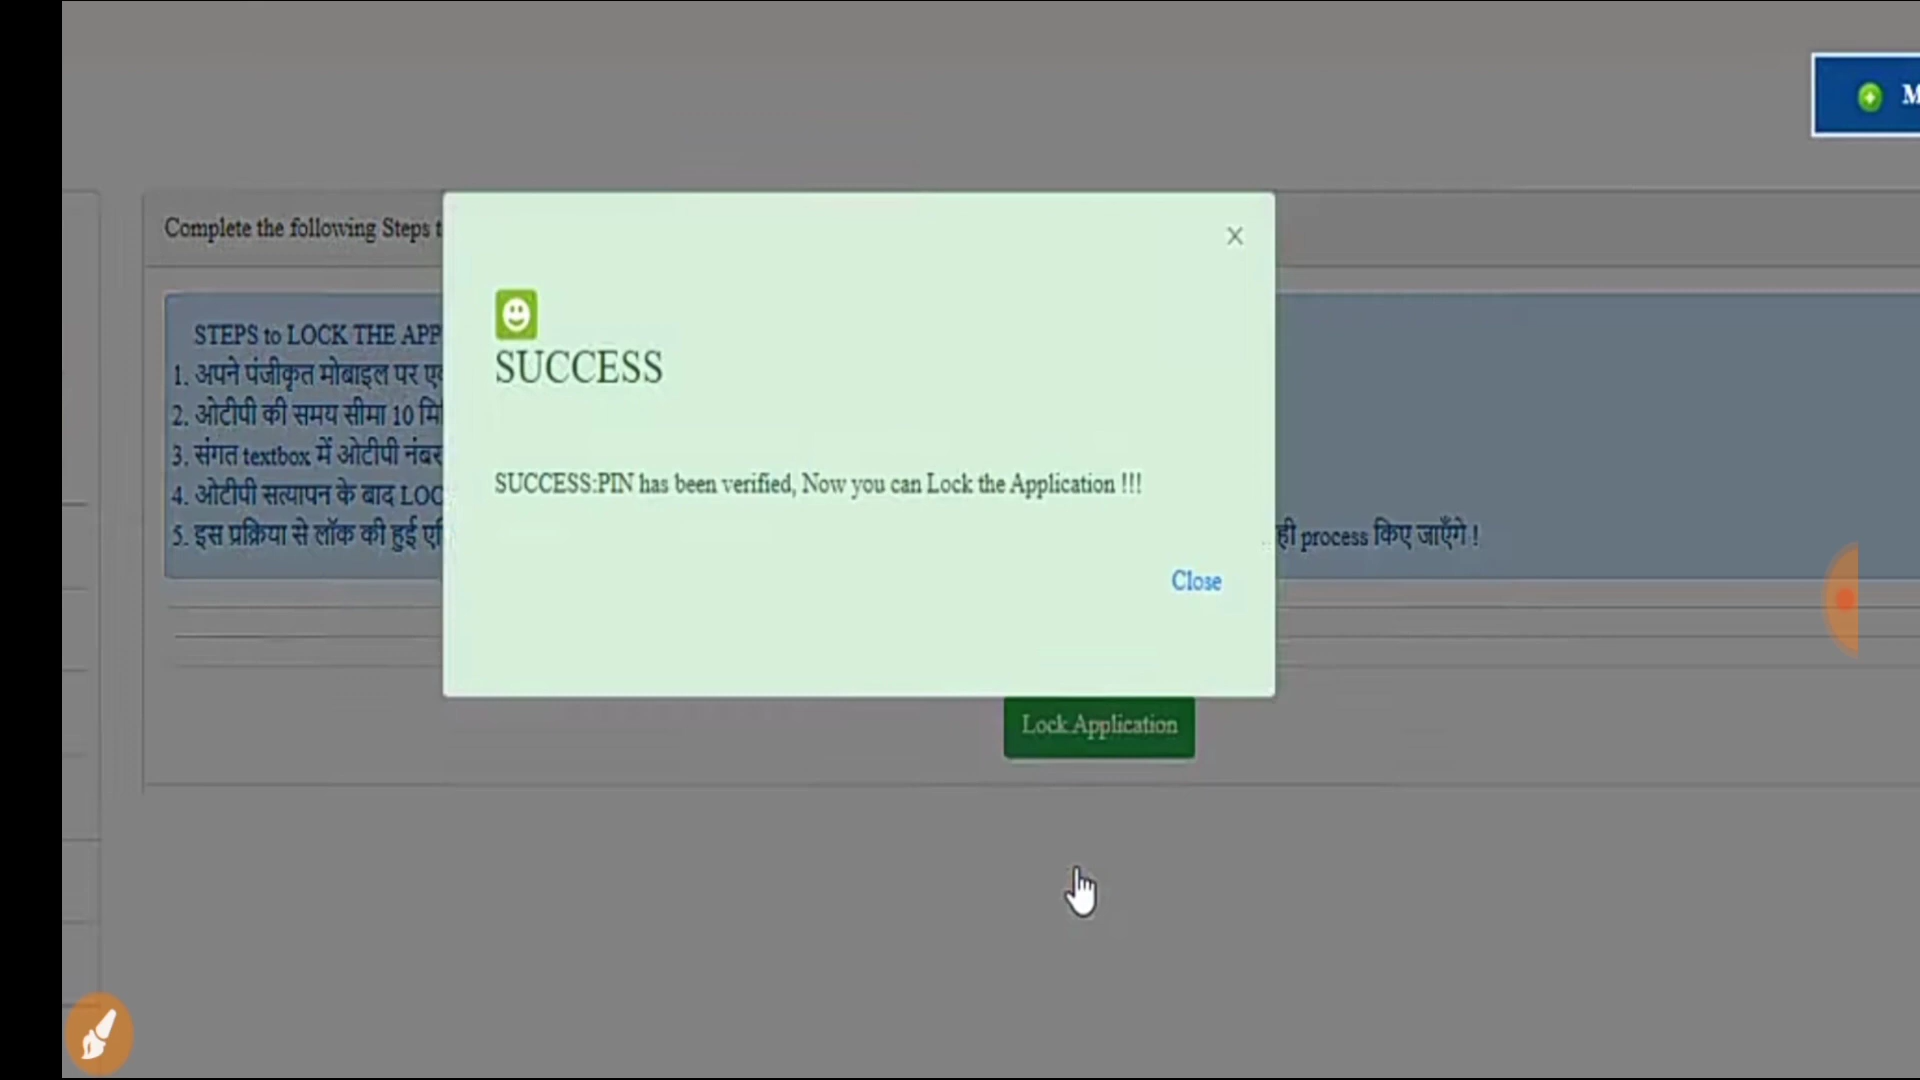 M
Complete the following Steps t
×
SUCCESS
STEPS to LOCK THE APP
1. अपने पंजीकृत मोबाइल पर ए
2. ओटीपी की समय सीमा 10 मि
3. संगत textbox में ओटीपी नंबर
4. ओटीपी सत्यापन के बाद LOC
SUCCESS:PIN has been verified, Now you can Lock the Application !!!
5. इस प्रक्रिया से लॉक की हुई ही process किए जाएँगे !
Close
Lock Application